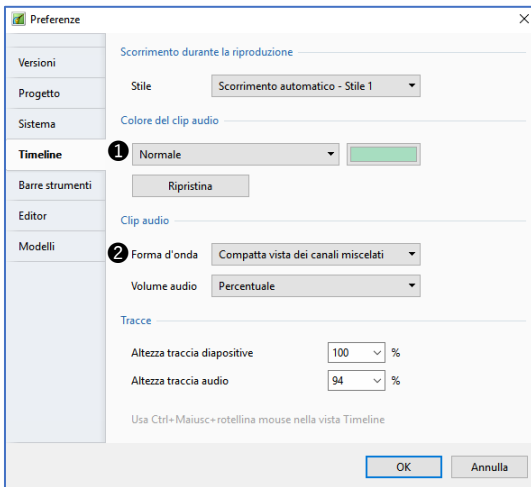 Preferenze
Versioni
Progetto
Sistema
Timeline
Barre strumenti
Editor
Modelli
Scorrimento durante la riproduzione
Stile Scorrimento automatico - Stile 1
Colore del clip audio
❶ Normale
Ripristina
Clip audio
❷ Forma d'onda Compatta vista dei canali miscelati
Volume audio Percentuale
Tracce
Altezza traccia diapositive 100 %
Altezza traccia audio 94 %
Usa Ctrl+Maiusc+rotellina mouse nella vista Timeline
OK Annulla